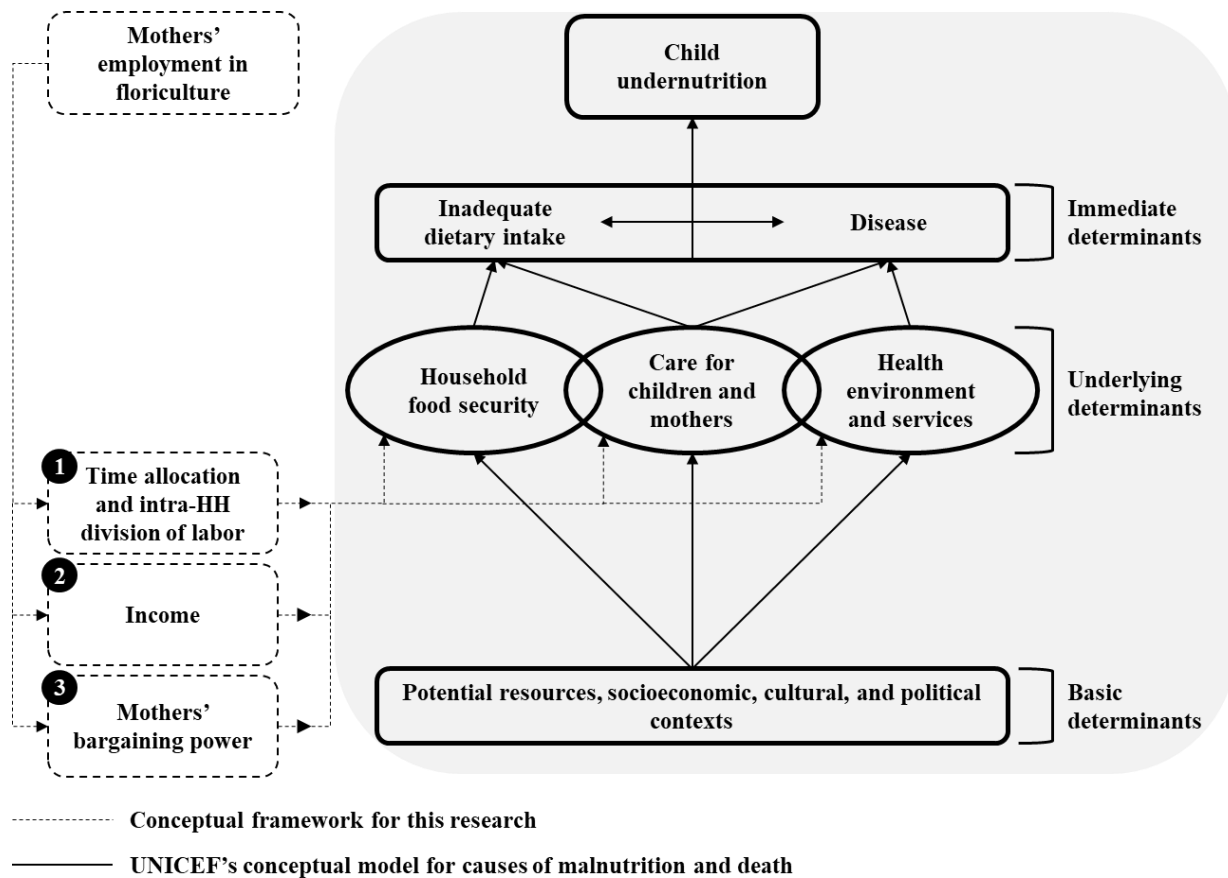 Mothers’
employment in
floriculture
Child
undernutrition
Inadequate
dietary intake
Disease
Immediate
determinants
Household
food security
Care for
children and
mothers
Health
environment
and services
Underlying
determinants
1
Time allocation
and intra-HH
division of labor
2
Income
3
Mothers’
bargaining power
Potential resources, socioeconomic, cultural, and political
contexts
Basic
determinants
Conceptual framework for this research
UNICEF’s conceptual model for causes of malnutrition and death